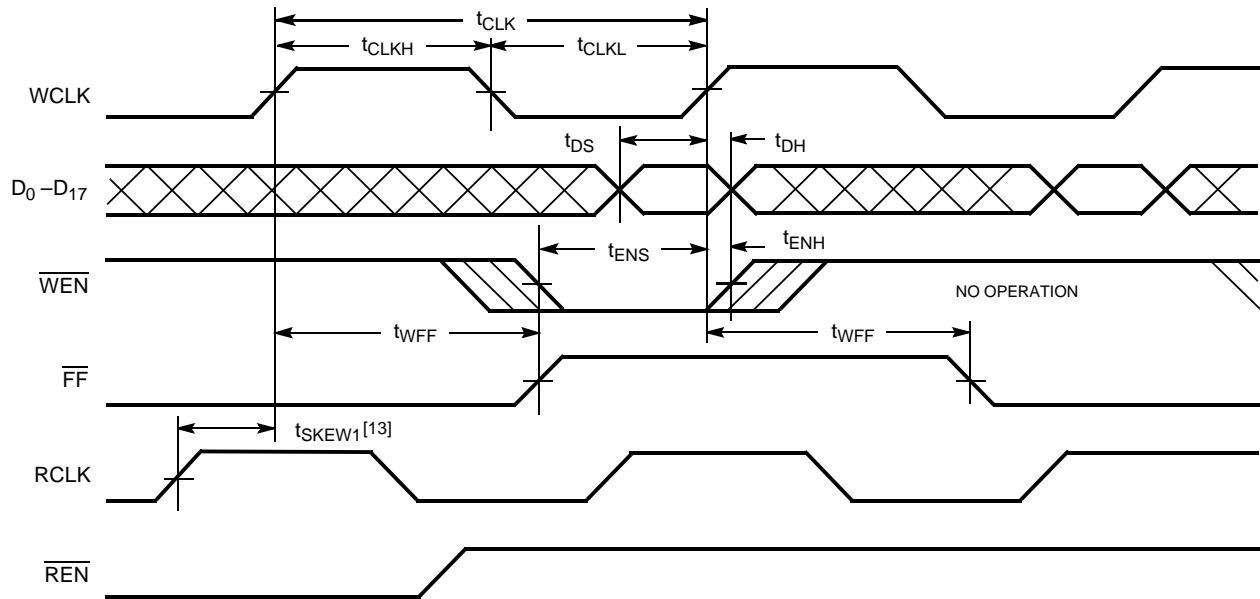 tCLK
tCLKH
tCLKL
WCLK
tDS
tDH
D0 –D17
tENS
tENH
WEN
NO OPERATION
tWFF
tWFF
FF
tSKEW1[13]
RCLK
REN